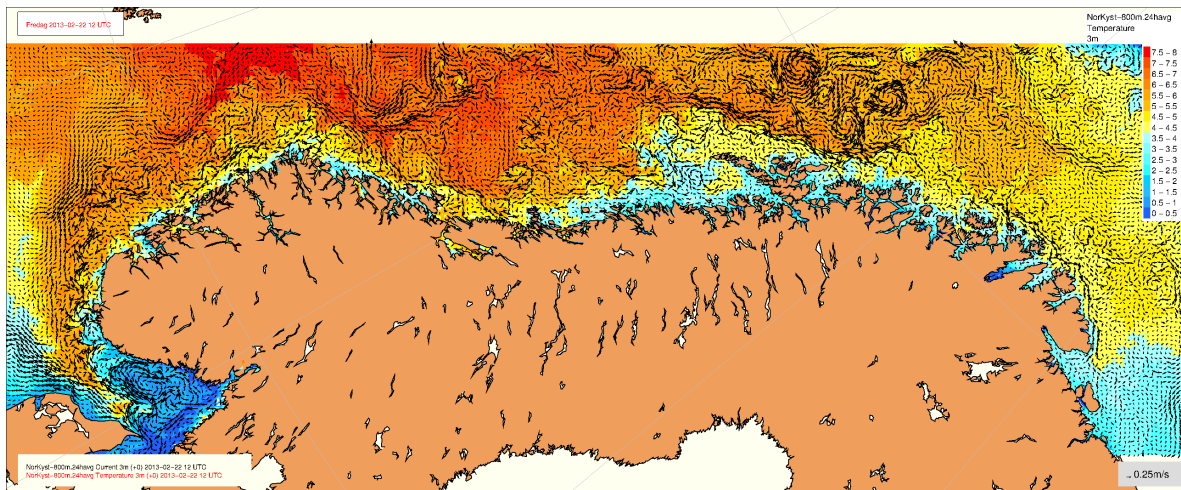 Fredag 2013-02-22 12 UTC
NorKyst-800m.24havg
Temperature
3m
7.5 - 8
7 - 7.5
6.5 - 7
6 - 6.5
5.5 - 6
5 - 5.5
4.5 - 5
4 - 4.5
3.5 - 4
3 - 3.5
2.5 - 3
2 - 2.5
1.5 - 2
1 - 1.5
0.5 - 1
0 - 0.5
NorKyst-800m.24havg Current 3m (+0) 2013-02-22 12 UTC
NorKyst-800m.24havg Temperature 3m (+0) 2013-02-22 12 UTC
0.25m/s